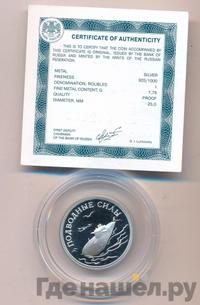 CERTIFICATE OF AUTHENTICITY
THIS IS TO CERTIFY THAT THE COIN ACCOMPANIED BY
THIS CERTIFICATE IS ORIGINAL, ISSUED BY THE BANK OF
RUSSIA AND MINTED BY THE MINTS OF THE RUSSIAN
FEDERATION.
METAL SILVER
FINENESS 925/1000
DENOMINATION, ROUBLES 1
FINE METAL CONTENT, G 7,78
QUALITY PROOF
DIAMETER, MM 25,0
FIRST DEPUTY
CHAIRMAN
OF THE BANK OF RUSSIA
ПОДВОДНЫЕ СИЛЫ
Где нашел.ру